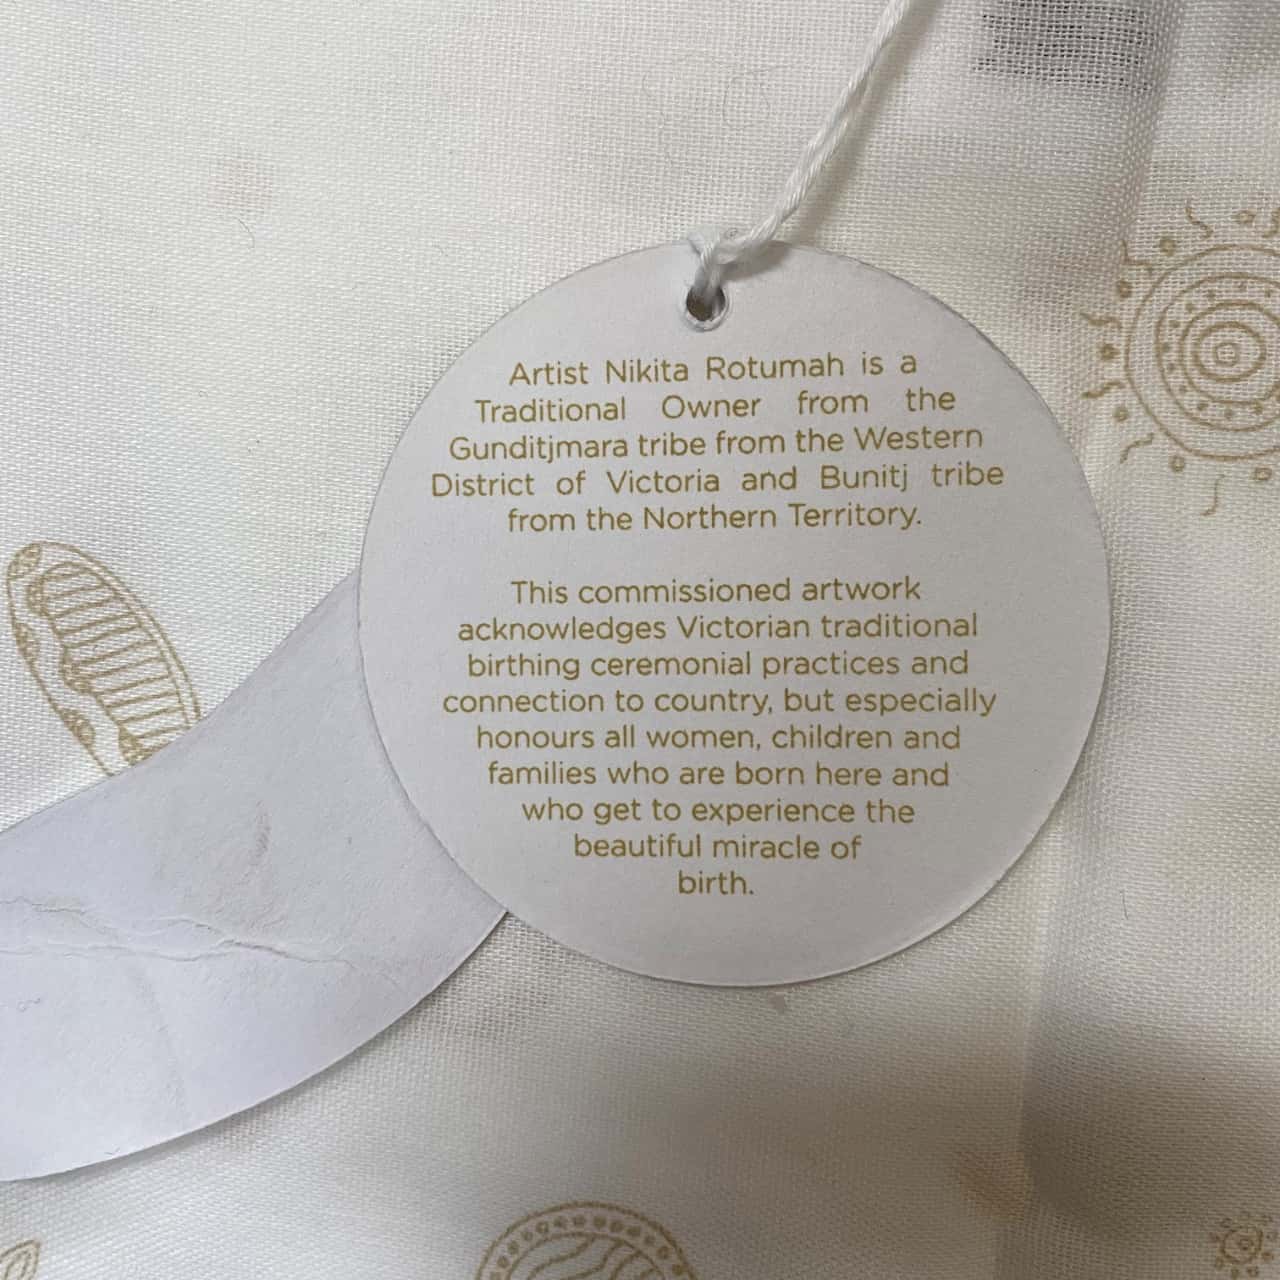 Artist Nikita Rotumah is a
Traditional Owner from the
Gunditjmara tribe from the Western
District of Victoria and Bunitj tribe
from the Northern Territory.
This commissioned artwork
acknowledges Victorian traditional
birthing ceremonial practices and
connection to country, but especially
honours all women, children and
families who are born here and
who get to experience the
beautiful miracle of
birth.